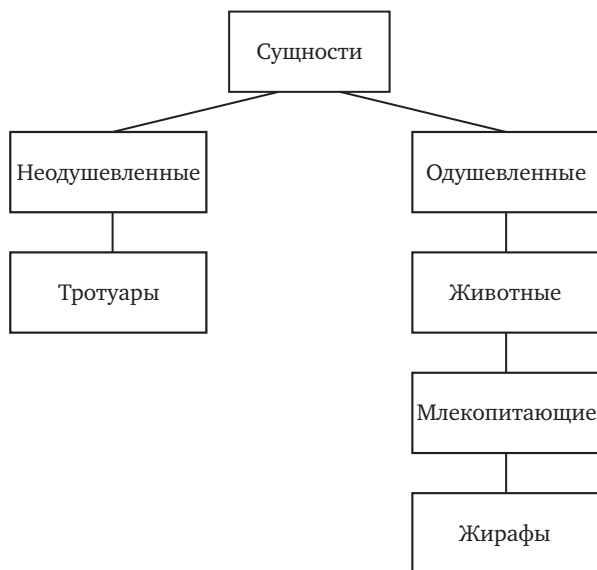 Сущности
Неодушевленные
Одушевленные
Тротуары
Животные
Млекопитающие
Жирафы